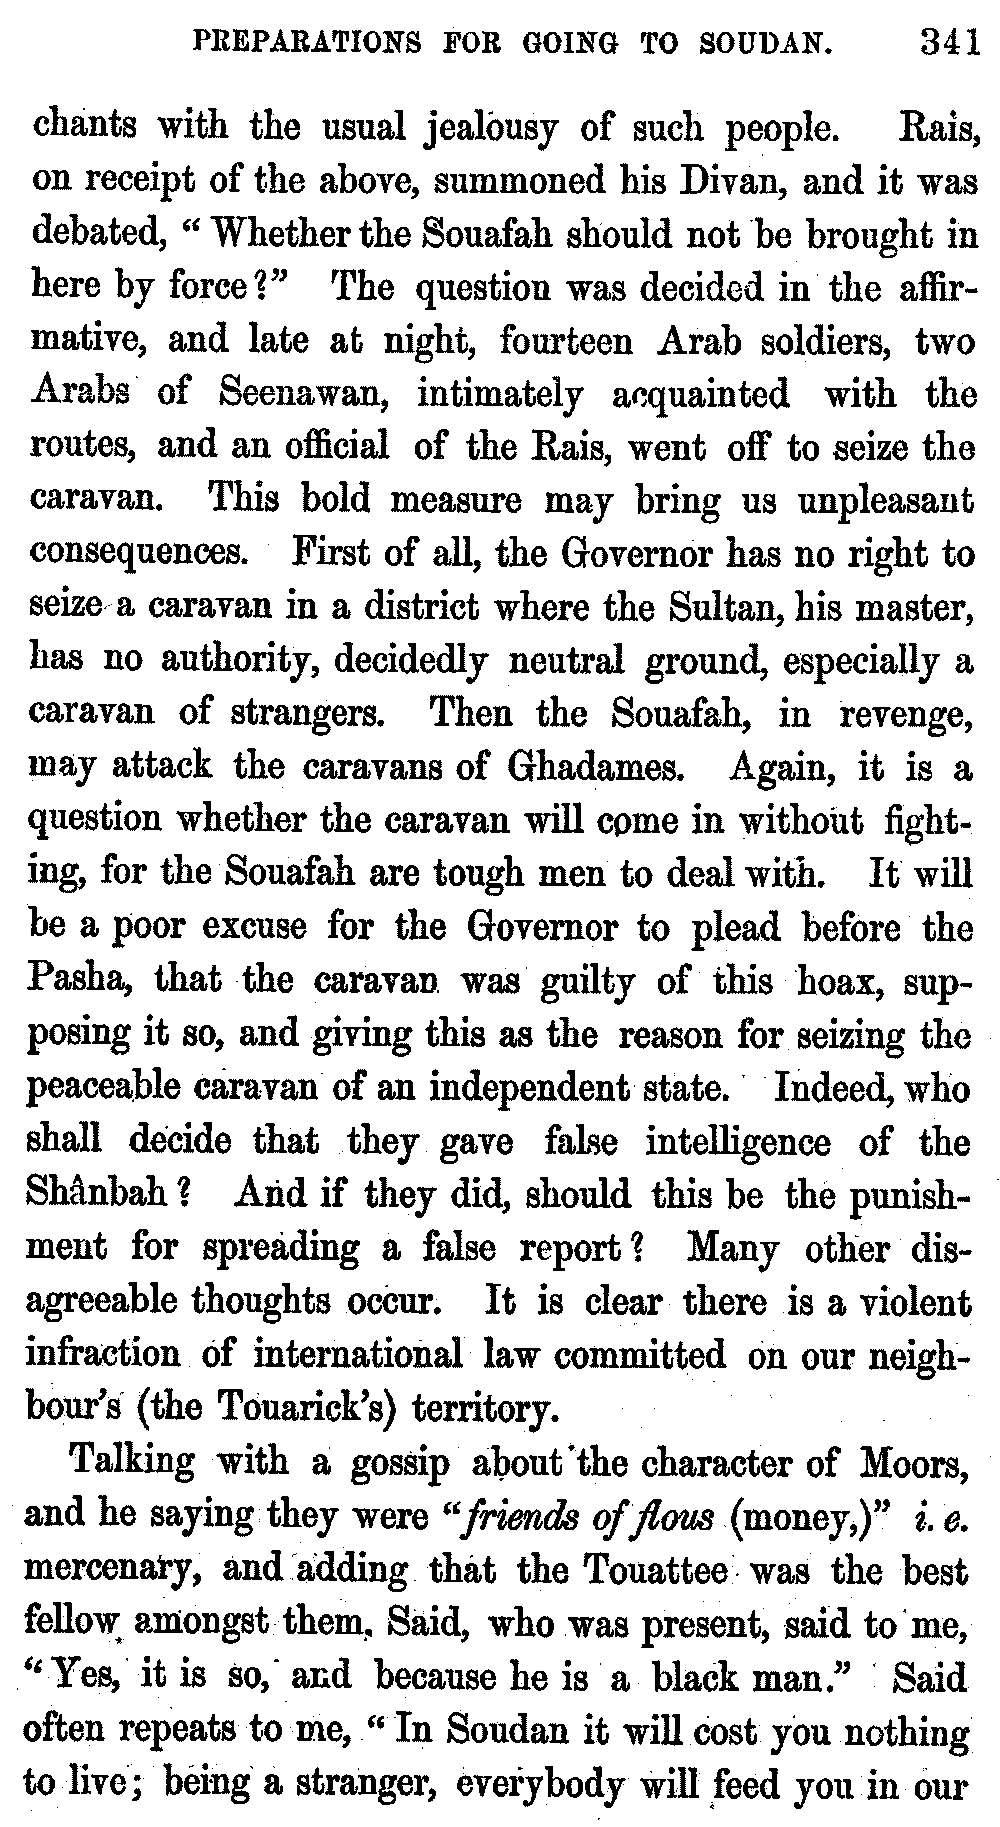 PREPARATIONS FOR GOING TO SOUDAN. 341
chants with the usual jealousy of such people. Rais,
on receipt of the above, summoned his Divan, and it was
debated, “ Whether the Souafah should not be brought in
here by force?” The question was decided in the affir-
mative, and late at night, fourteen Arab soldiers, two
Arabs of Seenawan, intimately acquainted with the
routes, and an official of the Rais, went off to seize the
caravan. This bold measure may bring us unpleasant
consequences. First of all, the Governor has no right to
seize a caravan in a district where the Sultan, his master,
has no authority, decidedly neutral ground, especially a
caravan of strangers. Then the Souafah, in revenge,
may attack the caravans of Ghadames. Again, it is a
question whether the caravan will come in without fight-
ing, for the Souafah are tough men to deal with. It will
be a poor excuse for the Governor to plead before the
Pasha, that the caravan was guilty of this hoax, sup-
posing it so, and giving this as the reason for seizing the
peaceable caravan of an independent state. Indeed, who
shall decide that they gave false intelligence of the
Shânbah? And if they did, should this be the punish-
ment for spreading a false report? Many other dis-
agreeable thoughts occur. It is clear there is a violent
infraction of international law committed on our neigh-
bour’s (the Touarick’s) territory.
Talking with a gossip about the character of Moors,
and he saying they were “friends of flous (money,)” i. e.
mercenary, and adding that the Touattee was the best
fellow amongst them, Said, who was present, said to me,
“ Yes, it is so, and because he is a black man.” Said
often repeats to me, “ In Soudan it will cost you nothing
to live; being a stranger, everybody will feed you in our